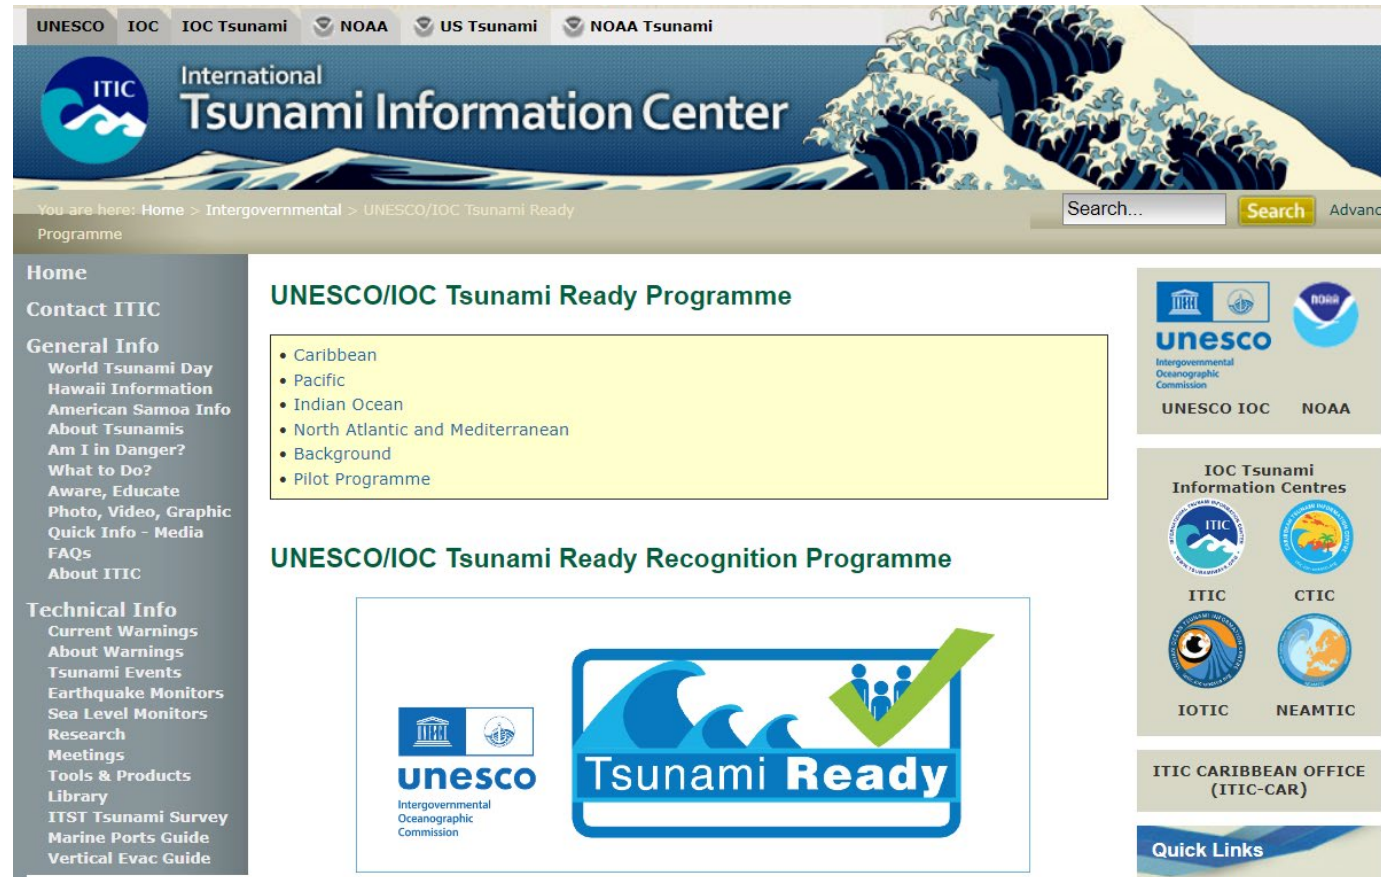 UNESCO IOC IOC Tsunami NOAA US Tsunami NOAA Tsunami
ITIC
International
Tsunami Information Center
You are here: Home > Intergovernmental > UNESCO/IOC Tsunami Ready
Programme
Search... Search Advanc
Home
Contact ITIC
General Info
World Tsunami Day
Hawaii Information
American Samoa Info
About Tsunamis
Am I in Danger?
What to Do?
Aware, Educate
Photo, Video, Graphic
Quick Info - Media
FAQs
About ITIC
Technical Info
Current Warnings
About Warnings
Tsunami Events
Earthquake Monitors
Sea Level Monitors
Research
Meetings
Tools & Products
Library
ITST Tsunami Survey
Marine Ports Guide
Vertical Evac Guide
UNESCO/IOC Tsunami Ready Programme
• Caribbean
• Pacific
• Indian Ocean
• North Atlantic and Mediterranean
• Background
• Pilot Programme
UNESCO/IOC Tsunami Ready Recognition Programme
unesco
Intergovernmental
Oceanographic
Commission
Tsunami Ready
unesco
Intergovernmental
Oceanographic
Commission
NOAA
UNESCO IOC NOAA
IOC Tsunami
Information Centres
ITIC
ITIC CTIC
IOTIC NEAMTIC
ITIC CARIBBEAN OFFICE
(ITIC-CAR)
Quick Links